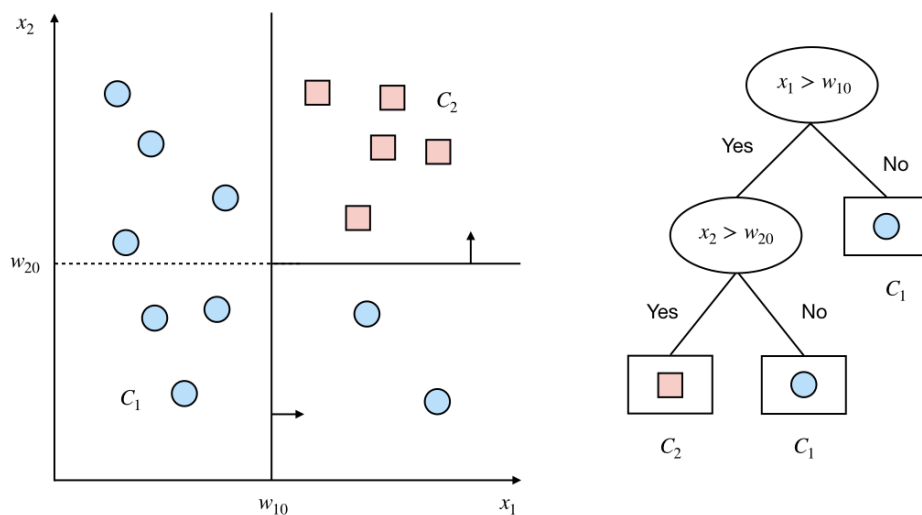 x₂
C₂
w₂₀
C₁
w₁₀
x₁
x₁ > w₁₀
Yes
No
x₂ > w₂₀
C₁
Yes
No
C₂
C₁